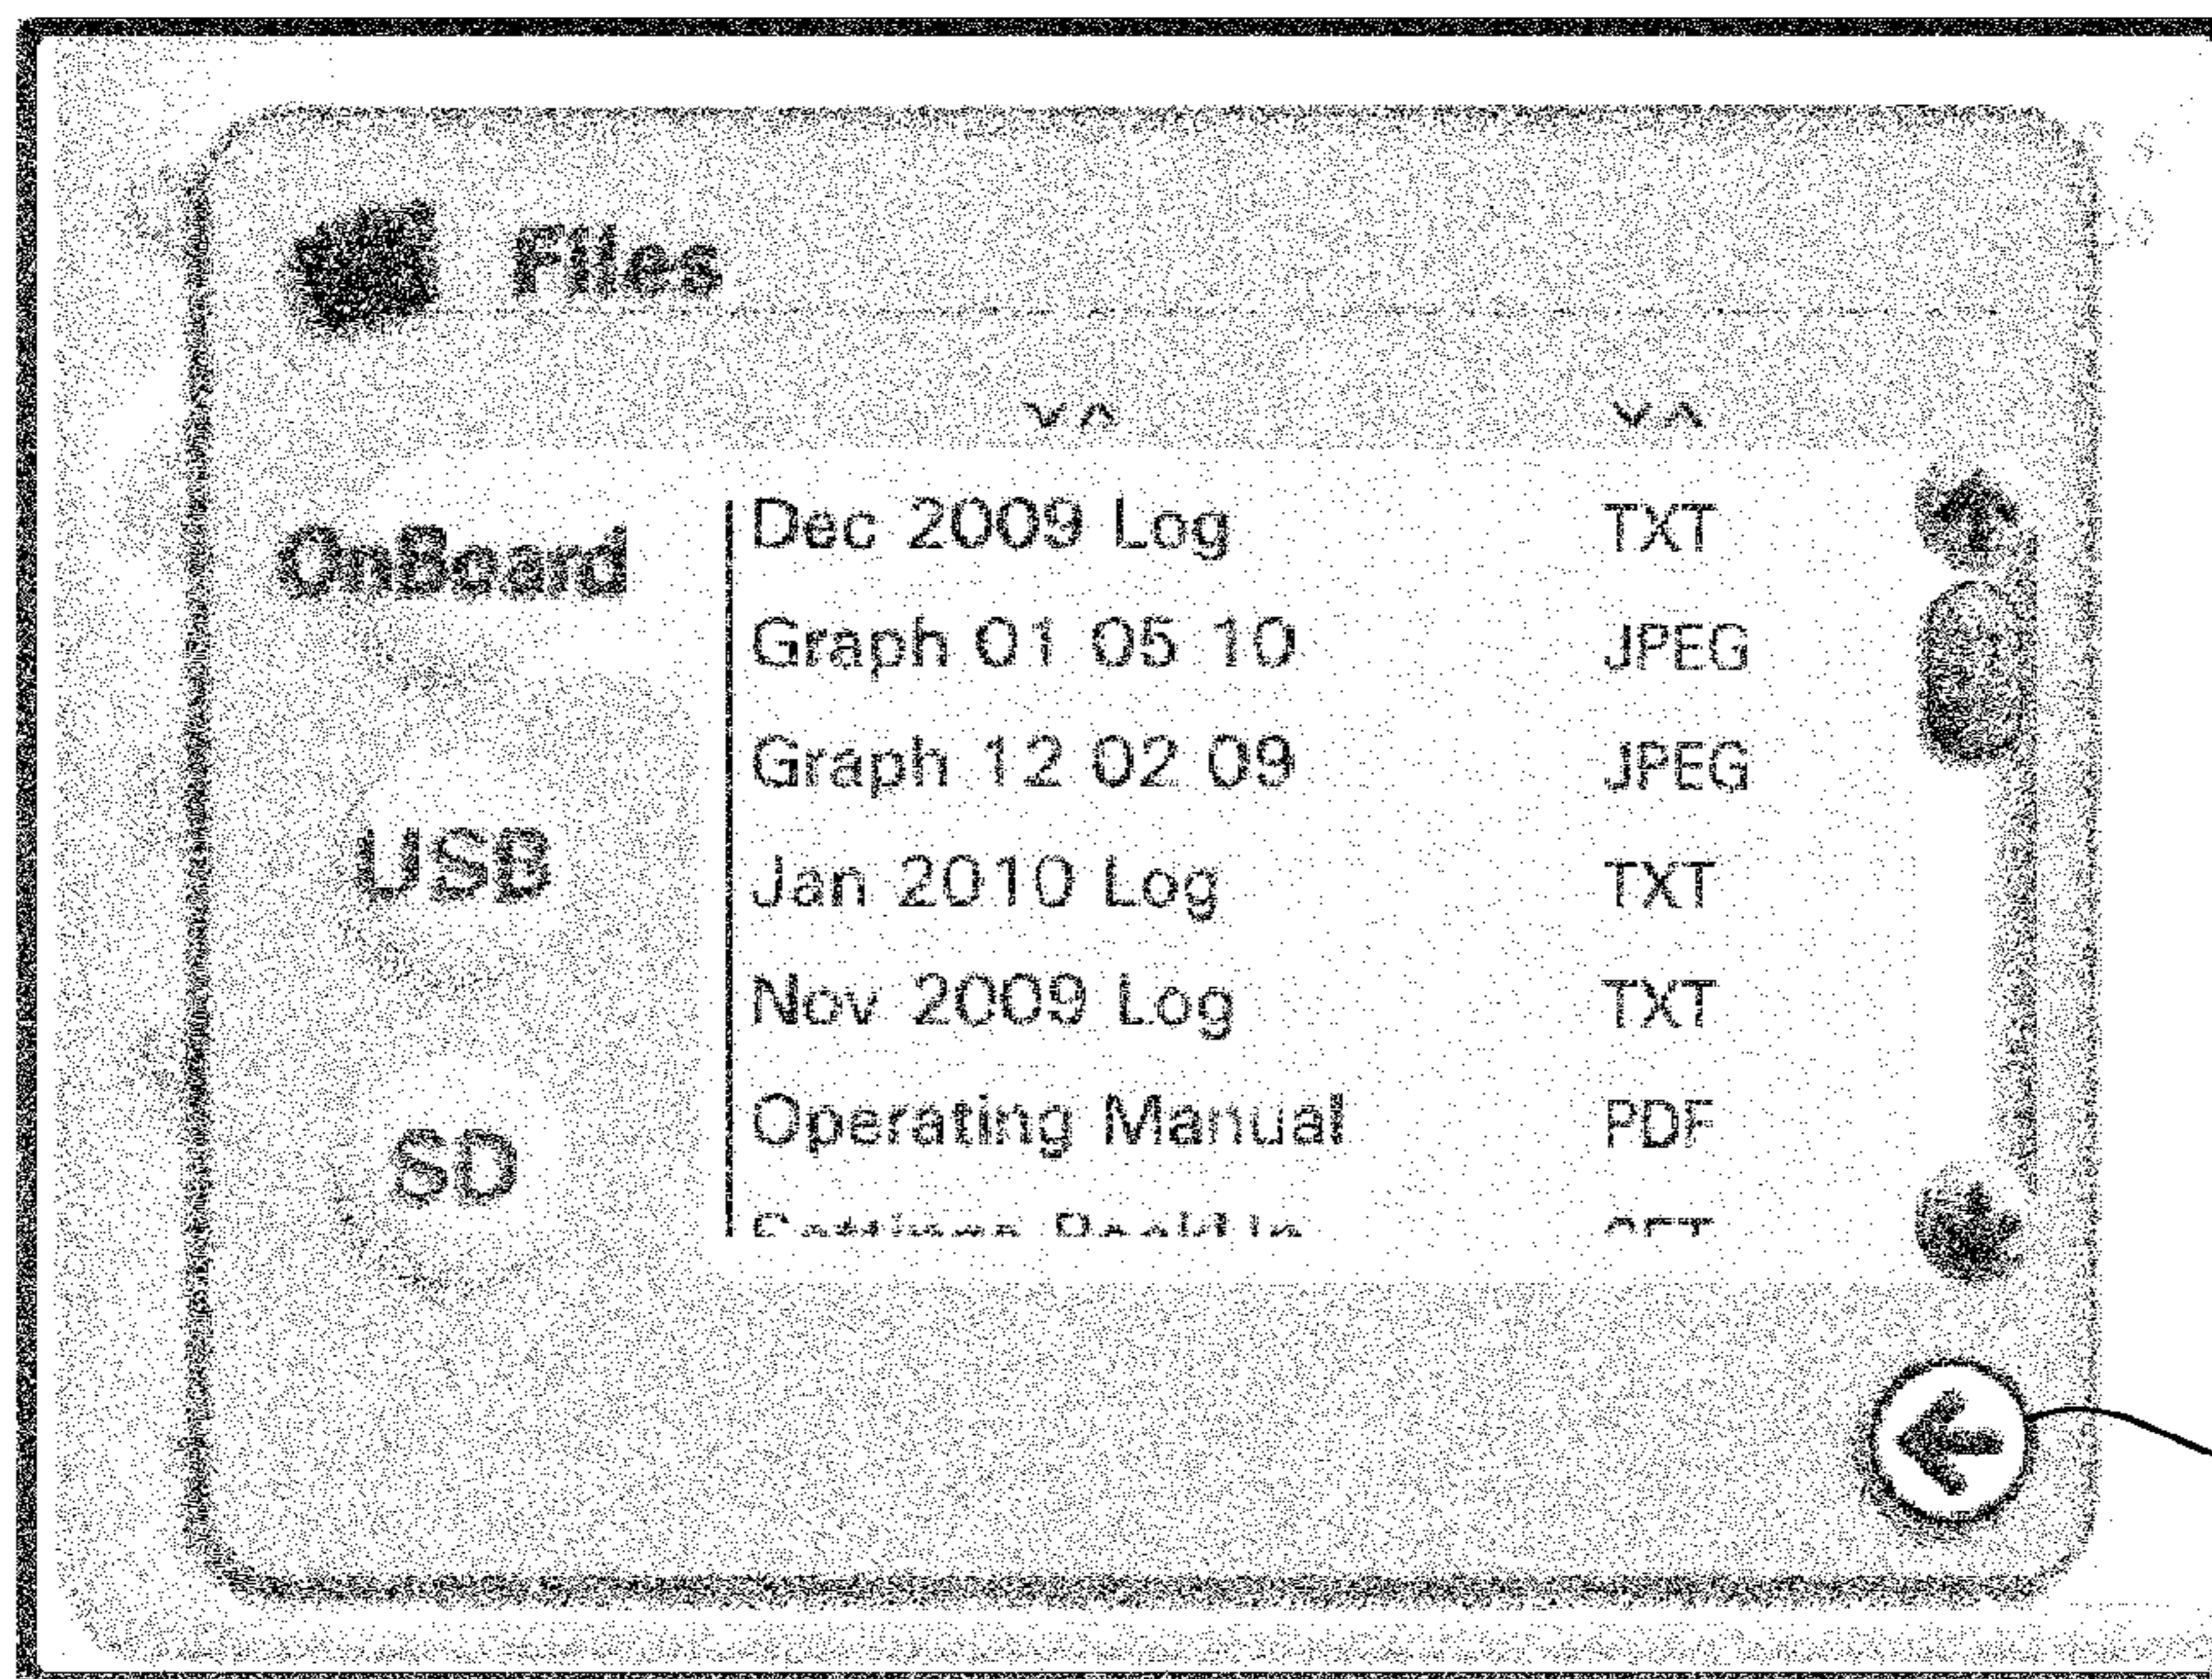 Files
OnBoard
USB
SD
Dec 2009 Log TXT
Graph 01 05 10 JPEG
Graph 12 02 09 JPEG
Jan 2010 Log TXT
Nov 2009 Log TXT
Operating Manual PDF